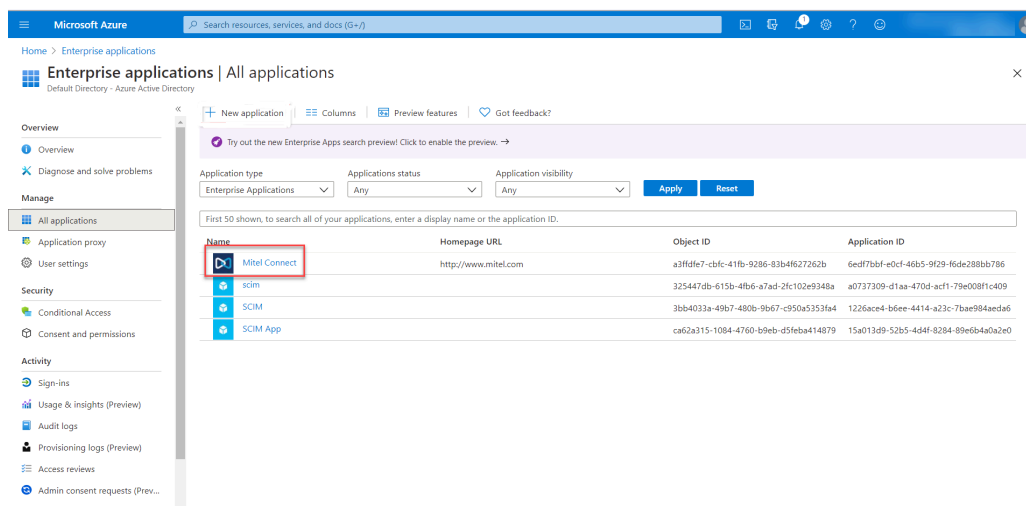 Microsoft Azure
Search resources, services, and docs (G+/)
1
Home > Enterprise applications
Enterprise applications | All applications
Default Directory - Azure Active Directory
Overview
Overview
Diagnose and solve problems
Manage
All applications
Application proxy
User settings
Security
Conditional Access
Consent and permissions
Activity
Sign-ins
Usage & insights (Preview)
Audit logs
Provisioning logs (Preview)
Access reviews
Admin consent requests (Prev...
New application Columns Preview features Got feedback?
Try out the new Enterprise Apps search preview! Click to enable the preview. →
Application type Applications status Application visibility
Enterprise Applications Any Any Apply Reset
First 50 shown, to search all of your applications, enter a display name or the application ID.
Name Homepage URL Object ID Application ID
Mitel Connect http://www.mitel.com a3ffdfe7-cbfc-41fb-9286-83b4f627262b 6edf7bbf-e0cf-46b5-9f29-f6de288bb786
scim 325447db-615b-4fb6-a7ad-2fc102e9348a a0737309-d1aa-470d-acf1-79e008f1c409
SCIM 3bb4033a-49b7-480b-9b67-c950a5353fa4 1226ace4-b6ee-4414-a23c-7bae984aeda6
SCIM App ca62a315-1084-4760-b9eb-d5feba414879 15a013d9-52b5-4d4f-8284-89e6b4a0a2e0